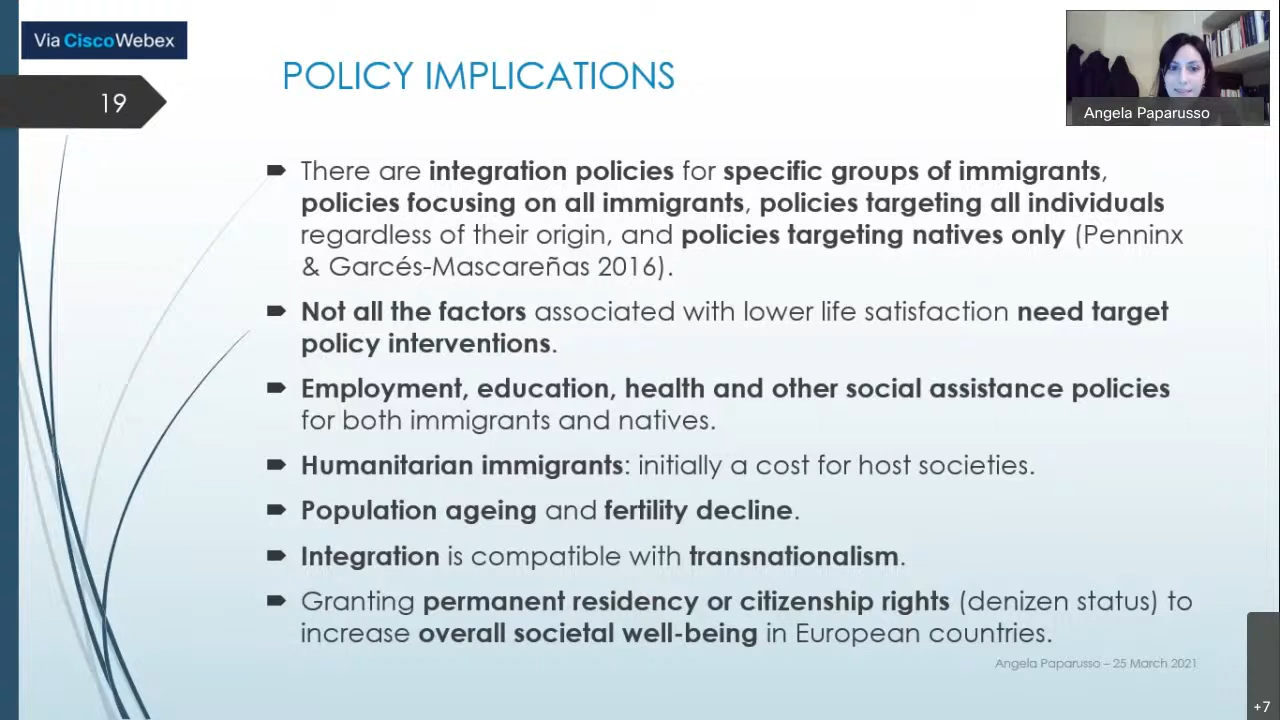 Via CiscoWebex
19
POLICY IMPLICATIONS
Angela Paparusso
There are integration policies for specific groups of immigrants,
policies focusing on all immigrants, policies targeting all individuals
regardless of their origin, and policies targeting natives only (Penninx
& Garcés-Mascareñas 2016).
Not all the factors associated with lower life satisfaction need target
policy interventions.
Employment, education, health and other social assistance policies
for both immigrants and natives.
Humanitarian immigrants: initially a cost for host societies.
Population ageing and fertility decline.
Integration is compatible with transnationalism.
Granting permanent residency or citizenship rights (denizen status) to
increase overall societal well-being in European countries.
Angela Paparusso – 25 March 2021
+7